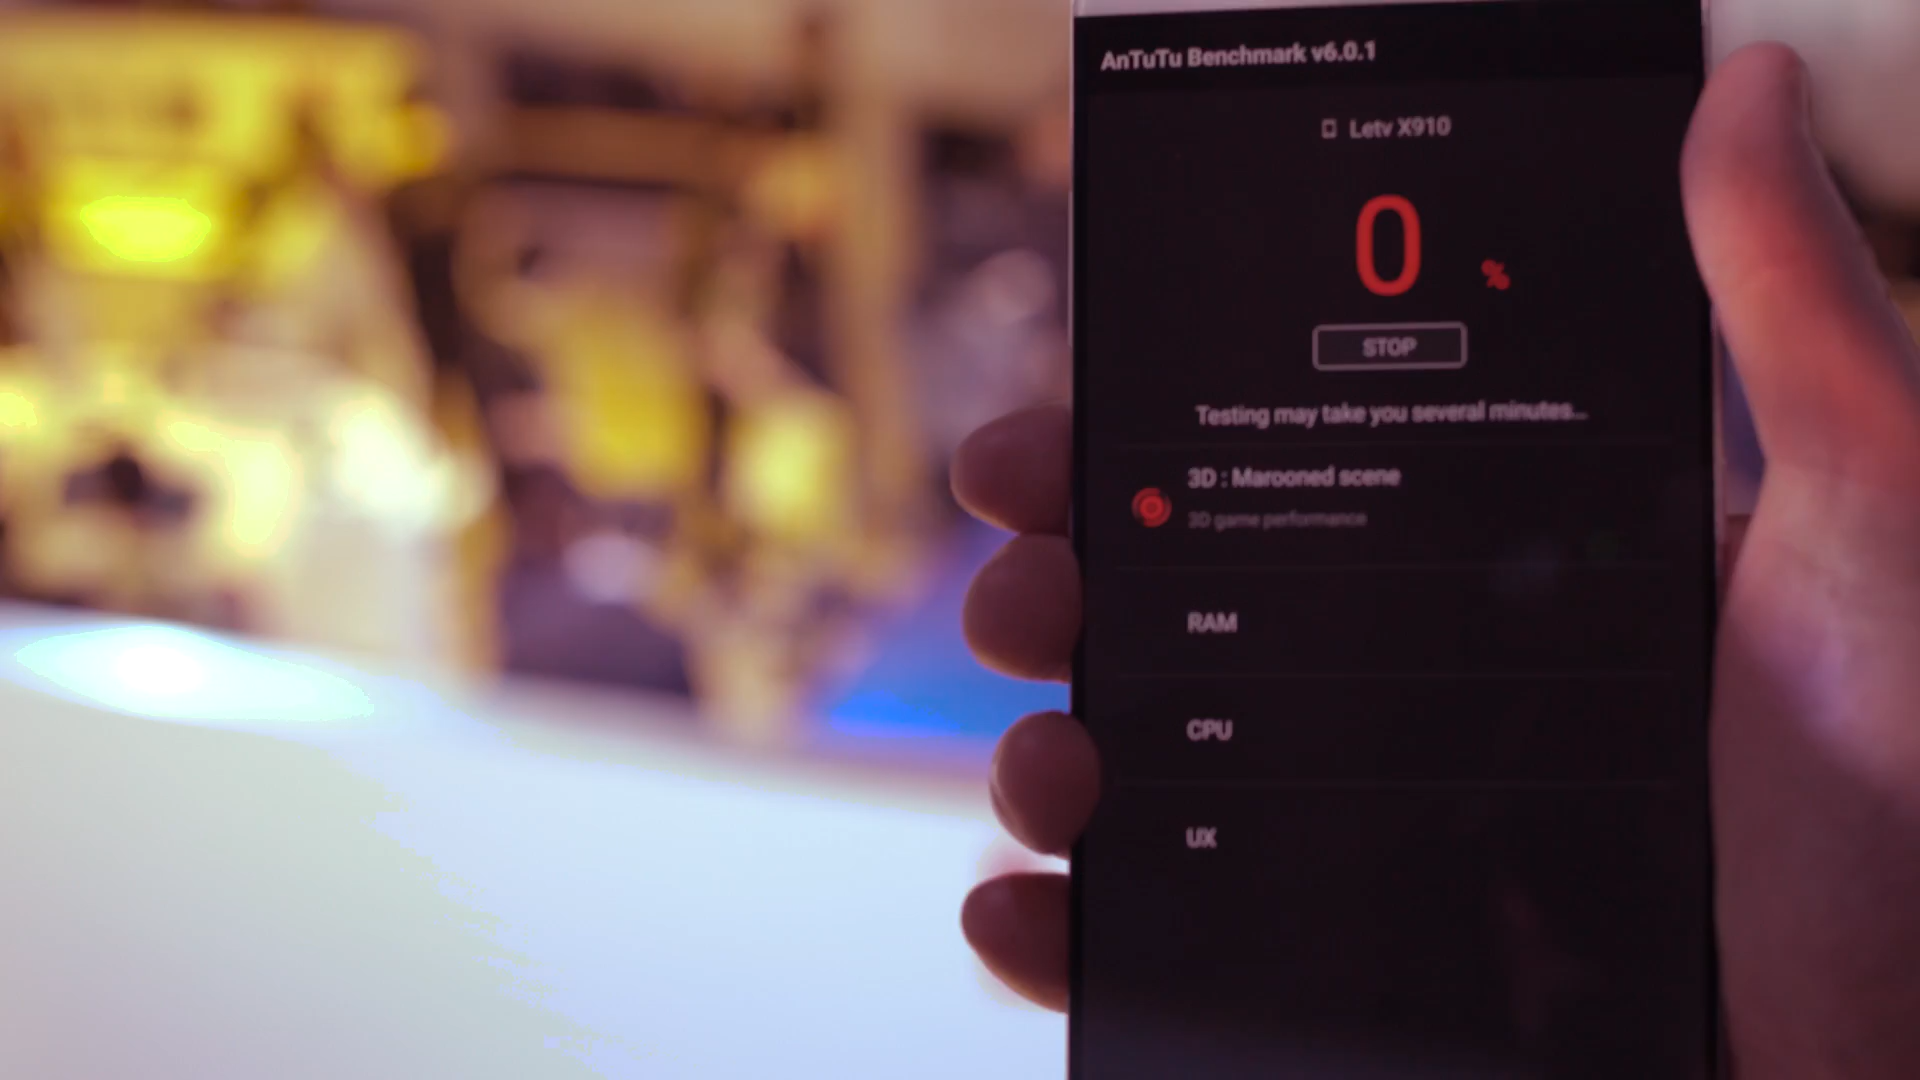 AnTuTu Benchmark v6.0.1
Letv X910
0 %
STOP
Testing may take you several minutes...
3D : Marooned scene
3D game performance
RAM
CPU
UX